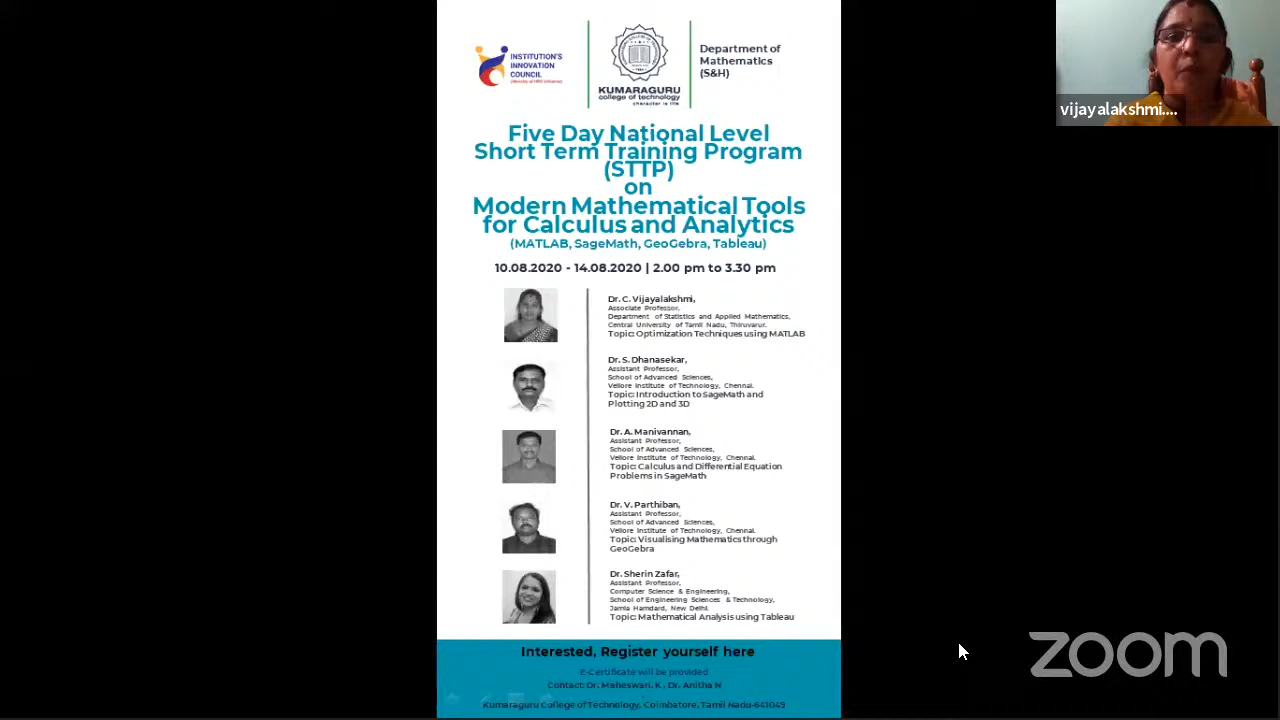 INSTITUTION'S
INNOVATION
COUNCIL
KUMARAGURU
college of technology
character is life
Department of
Mathematics
(S&H)
Five Day National Level
Short Term Training Program
(STTP)
on
Modern Mathematical Tools
for Calculus and Analytics
(MATLAB, SageMath, GeoGebra, Tableau)
10.08.2020 - 14.08.2020 | 2.00 pm to 3.30 pm
Dr. C. Vijayalakshmi,
Associate Professor,
Department of Statistics and Applied Mathematics,
Central University of Tamil Nadu, Thiruvarur.
Topic: Optimization Techniques using MATLAB
Dr. S. Dhanasekar,
Assistant Professor,
School of Advanced Sciences,
Vellore Institute of Technology, Chennai.
Topic: Introduction to SageMath and
Plotting 2D and 3D
Dr. A. Manivannan,
Assistant Professor,
School of Advanced Sciences,
Vellore Institute of Technology, Chennai.
Topic: Calculus and Differential Equation
Problems in SageMath
Dr. V. Parthiban,
Assistant Professor,
School of Advanced Sciences,
Vellore Institute of Technology, Chennai.
Topic: Visualising Mathematics through
GeoGebra
Dr. Sherin Zafar,
Assistant Professor,
Computer Science & Engineering,
School of Engineering Sciences & Technology,
Jamia Hamdard, New Delhi.
Topic: Mathematical Analysis using Tableau
Interested, Register yourself here
E-Certificate will be provided
Contact: Dr. Maheswari. K , Dr. Anitha N
Kumaraguru College of Technology, Coimbatore, Tamil Nadu-641049
vijayalakshmi....
zoom